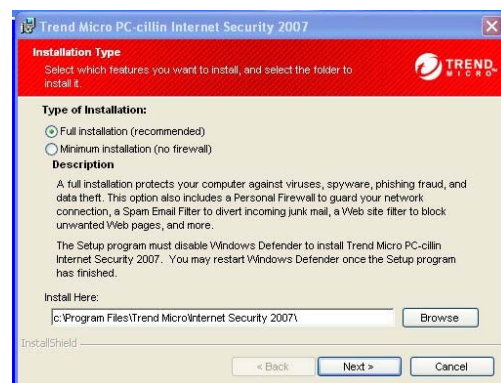 Trend Micro PC-cillin Internet Security 2007
Installation Type
Select which features you want to install, and select the folder to
install it.
TREND
MICRO
Type of Installation:
Full installation (recommended)
Minimum installation (no firewall)
Description
A full installation protects your computer against viruses, spyware, phishing fraud, and
data theft. This option also includes a Personal Firewall to guard your network
connection, a Spam Email Filter to divert incoming junk mail, a Web site filter to block
unwanted Web pages, and more.
The Setup program must disable Windows Defender to install Trend Micro PC-cillin
Internet Security 2007. You may restart Windows Defender once the Setup program
has finished.
Install Here:
c:\Program Files\Trend Micro\Internet Security 2007\
Browse
InstallShield
< Back
Next >
Cancel